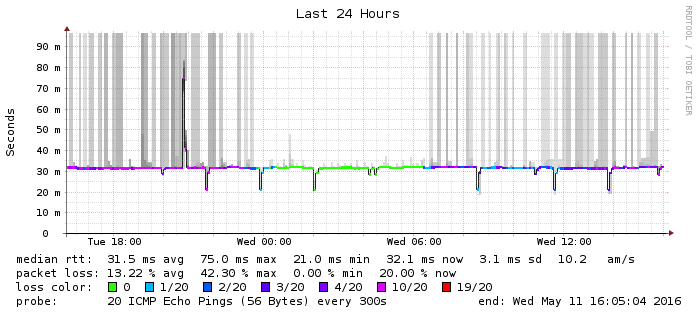 Last 24 Hours
RRDTOOL / TOBI OETIKER
Seconds
90 m
80 m
70 m
60 m
50 m
40 m
30 m
20 m
10 m
0
Tue 18:00 Wed 00:00 Wed 06:00 Wed 12:00
median rtt: 31.5 ms avg 75.0 ms max 21.0 ms min 32.1 ms now 3.1 ms sd 10.2 am/s
packet loss: 13.22 % avg 42.30 % max 0.00 % min 20.00 % now
loss color: 0 1/20 2/20 3/20 4/20 10/20 19/20
probe: 20 ICMP Echo Pings (56 Bytes) every 300s end: Wed May 11 16:05:04 2016